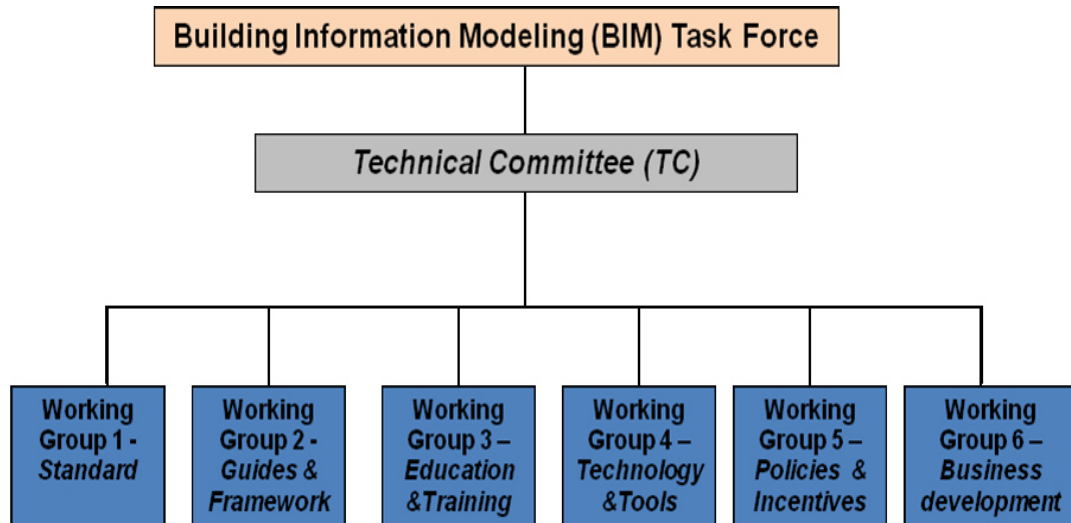 Building Information Modeling (BIM) Task Force
Technical Committee (TC)
Working
Group 1 -
Standard
Working
Group 2 -
Guides &
Framework
Working
Group 3 –
Education
&Training
Working
Group 4 –
Technology
&Tools
Working
Group 5 –
Policies &
Incentives
Working
Group 6 –
Business
development